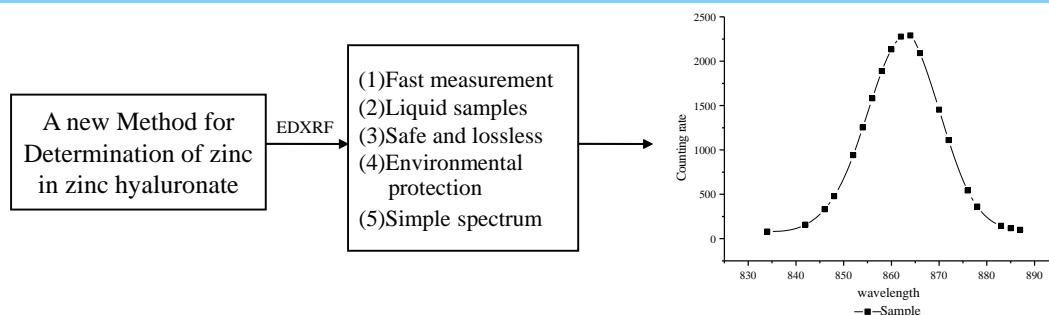 A new Method for
Determination of zinc
in zinc hyaluronate
EDXRF
(1)Fast measurement
(2)Liquid samples
(3)Safe and lossless
(4)Environmental
protection
(5)Simple spectrum
Counting rate
2500
2000
1500
1000
500
0
830 840 850 860 870 880 890
wavelength
Sample